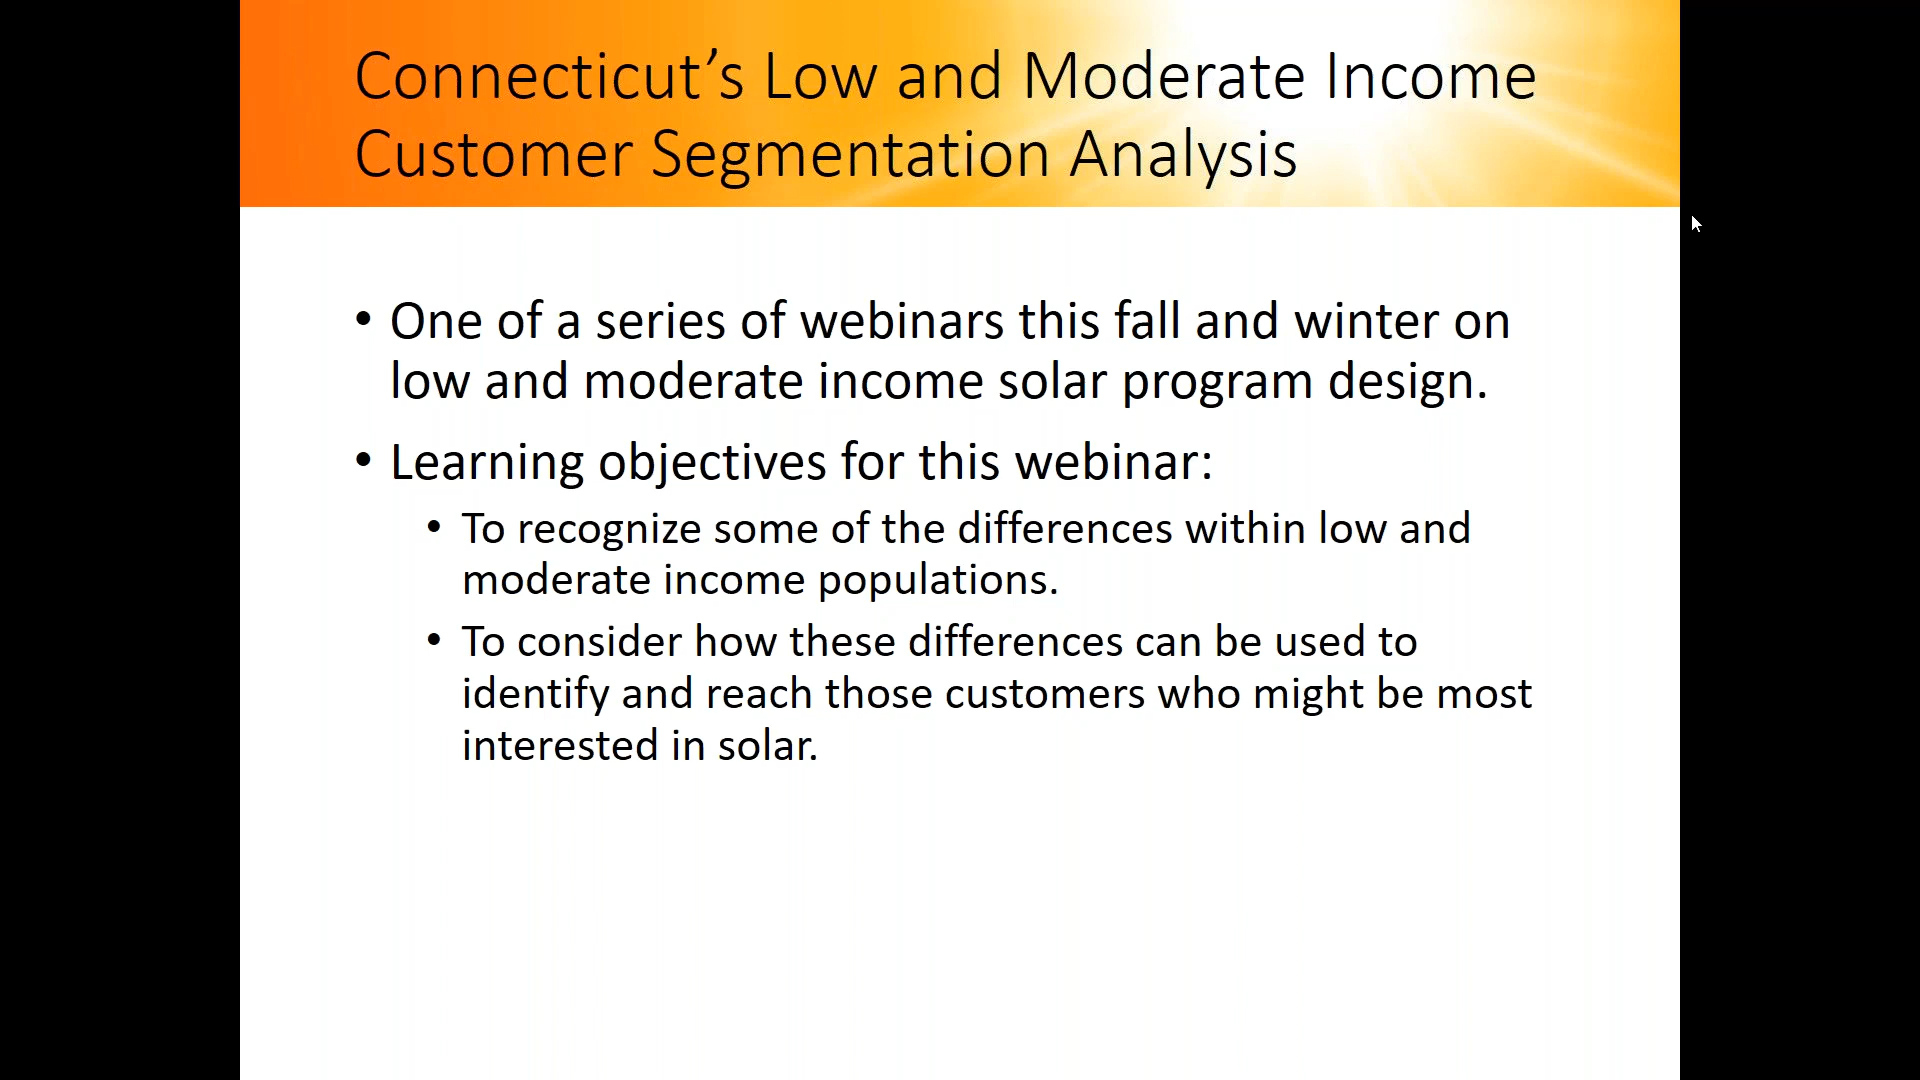 Connecticut’s Low and Moderate Income
Customer Segmentation Analysis
• One of a series of webinars this fall and winter on
low and moderate income solar program design.
• Learning objectives for this webinar:
• To recognize some of the differences within low and
moderate income populations.
• To consider how these differences can be used to
identify and reach those customers who might be most
interested in solar.